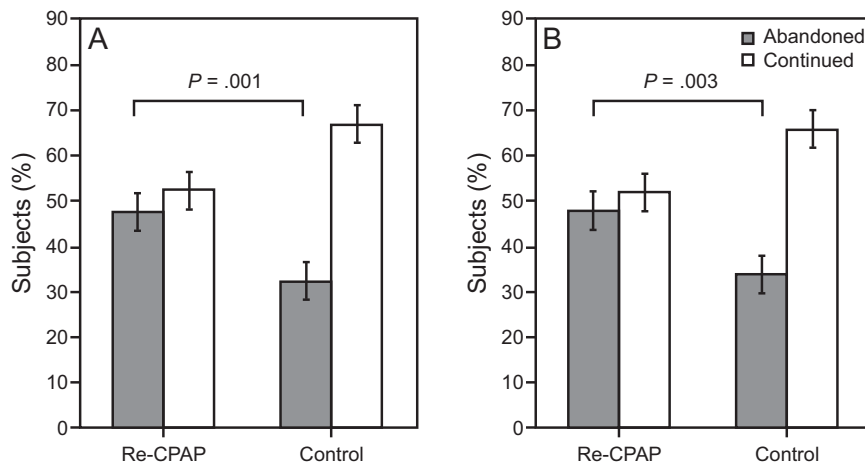 A
P = .001
Subjects (%)
90
80
70
60
50
40
30
20
10
0
Re-CPAP Control
B
Abandoned
Continued
P = .003
Subjects (%)
90
80
70
60
50
40
30
20
10
0
Re-CPAP Control